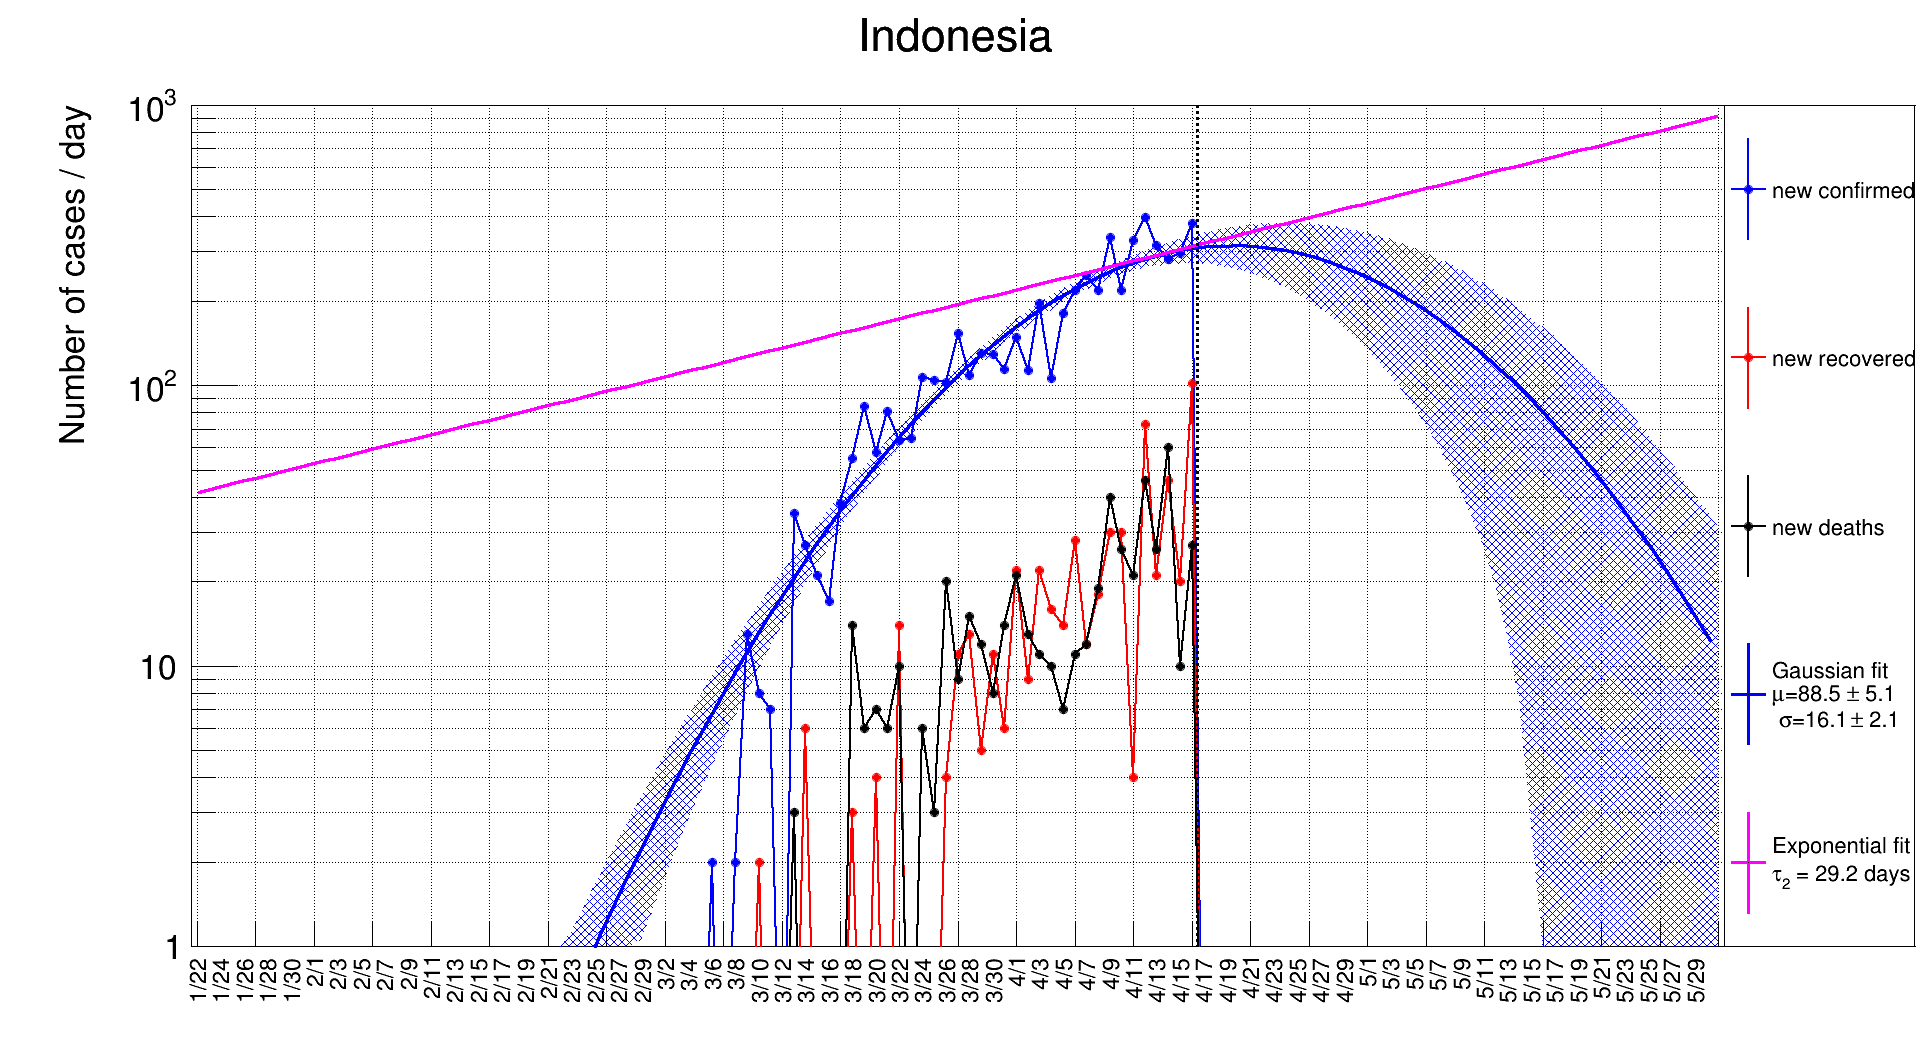 Indonesia
Number of cases / day
10³
10²
10
1
1/22 1/24 1/26 1/28 1/30 2/1 2/3 2/5 2/7 2/9 2/11 2/13 2/15 2/17 2/19 2/21 2/23 2/25 2/27 2/29 3/2 3/4 3/6 3/8 3/10 3/12 3/14 3/16 3/18 3/20 3/22 3/24 3/26 3/28 3/30 4/1 4/3 4/5 4/7 4/9 4/11 4/13 4/15 4/17 4/19 4/21 4/23 4/25 4/27 4/29 5/1 5/3 5/5 5/7 5/9 5/11 5/13 5/15 5/17 5/19 5/21 5/23 5/25 5/27 5/29
new confirmed
new recovered
new deaths
Gaussian fit
μ=88.5 ± 5.1
σ=16.1 ± 2.1
Exponential fit
τ₂ = 29.2 days